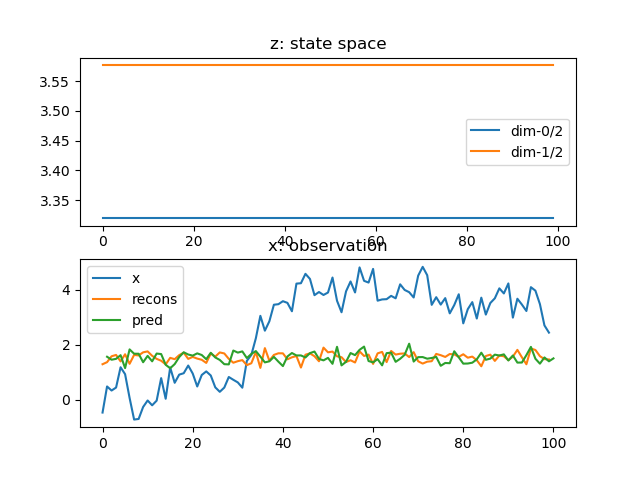 z: state space
3.55
3.50
3.45
3.40
3.35
dim-0/2
dim-1/2
0 20 40 60 80 100
x: observation
4
2
0
x
recons
pred
0 20 40 60 80 100